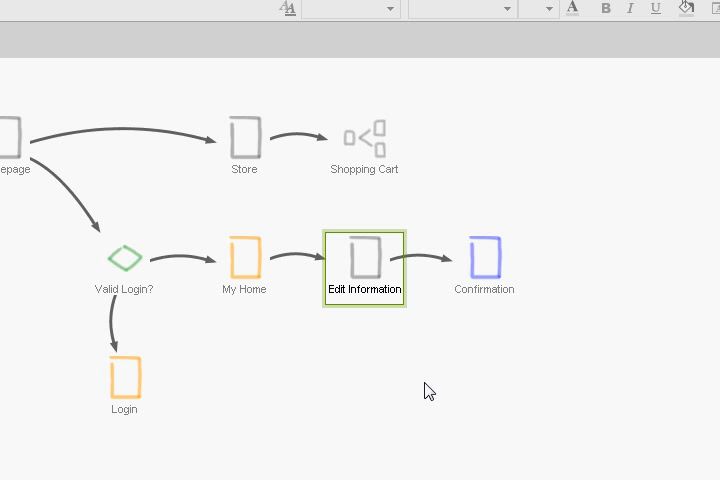 A
B I U
epage
Store
Shopping Cart
Valid Login?
My Home
Edit Information
Confirmation
Login